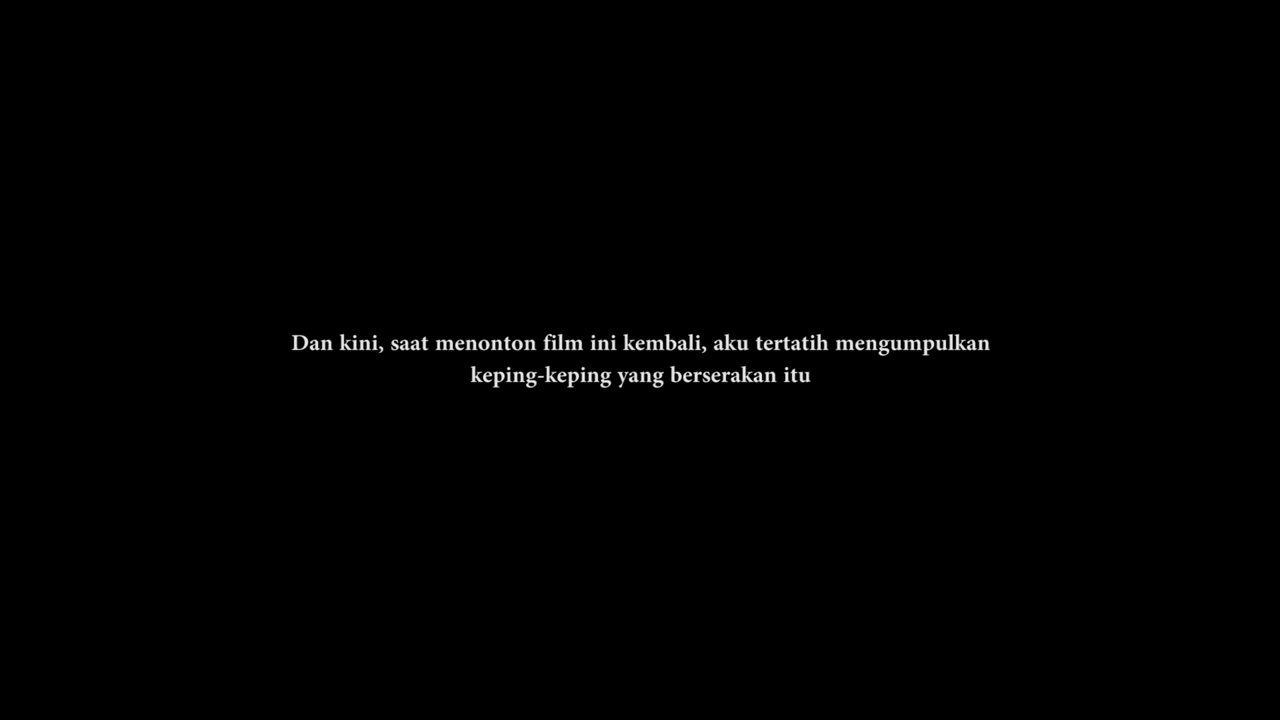 Dan kini, saat menonton film ini kembali, aku tertatih mengumpulkan
keping-keping yang berserakan itu